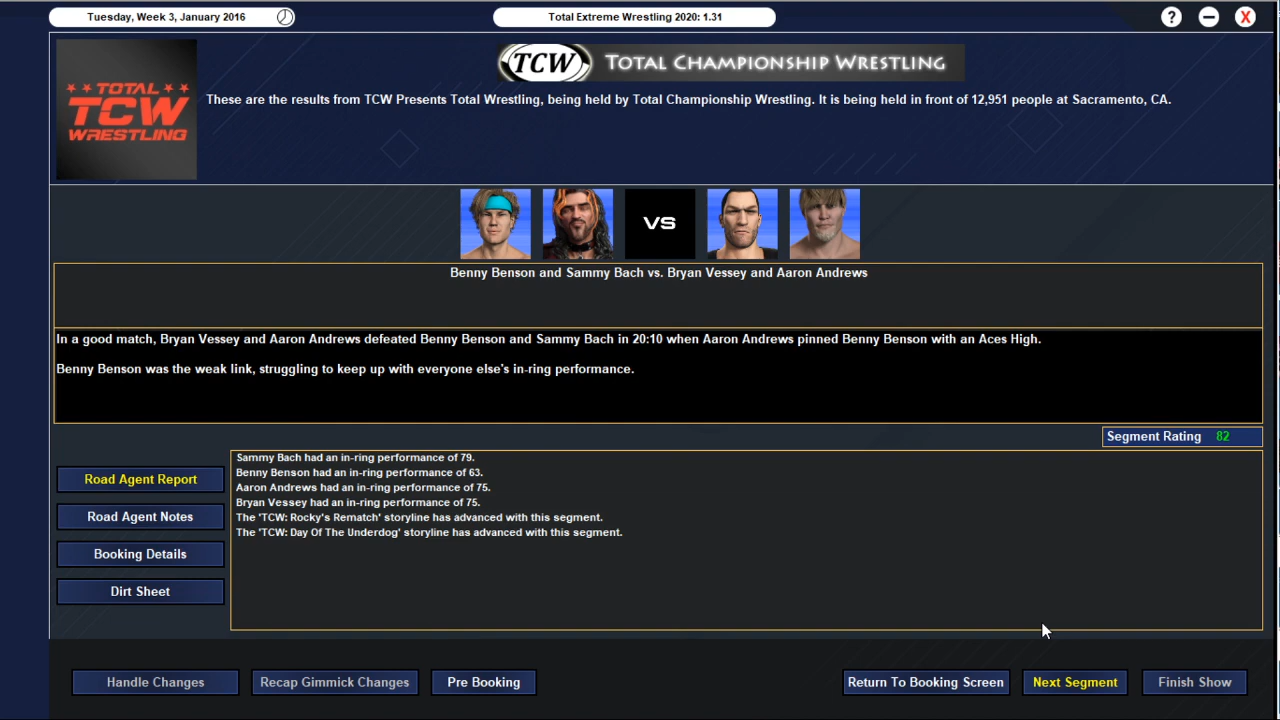 Tuesday, Week 3, January 2016
Total Extreme Wrestling 2020: 1.31
?
X
TOTAL
TCW
WRESTLING
TCW
TOTAL CHAMPIONSHIP WRESTLING
These are the results from TCW Presents Total Wrestling, being held by Total Championship Wrestling. It is being held in front of 12,951 people at Sacramento, CA.
VS
Benny Benson and Sammy Bach vs. Bryan Vessey and Aaron Andrews
In a good match, Bryan Vessey and Aaron Andrews defeated Benny Benson and Sammy Bach in 20:10 when Aaron Andrews pinned Benny Benson with an Aces High.
Benny Benson was the weak link, struggling to keep up with everyone else's in-ring performance.
Segment Rating 82
Road Agent Report
Road Agent Notes
Booking Details
Dirt Sheet
Sammy Bach had an in-ring performance of 79.
Benny Benson had an in-ring performance of 63.
Aaron Andrews had an in-ring performance of 75.
Bryan Vessey had an in-ring performance of 75.
The 'TCW: Rocky's Rematch' storyline has advanced with this segment.
The 'TCW: Day Of The Underdog' storyline has advanced with this segment.
Handle Changes
Recap Gimmick Changes
Pre Booking
Return To Booking Screen
Next Segment
Finish Show